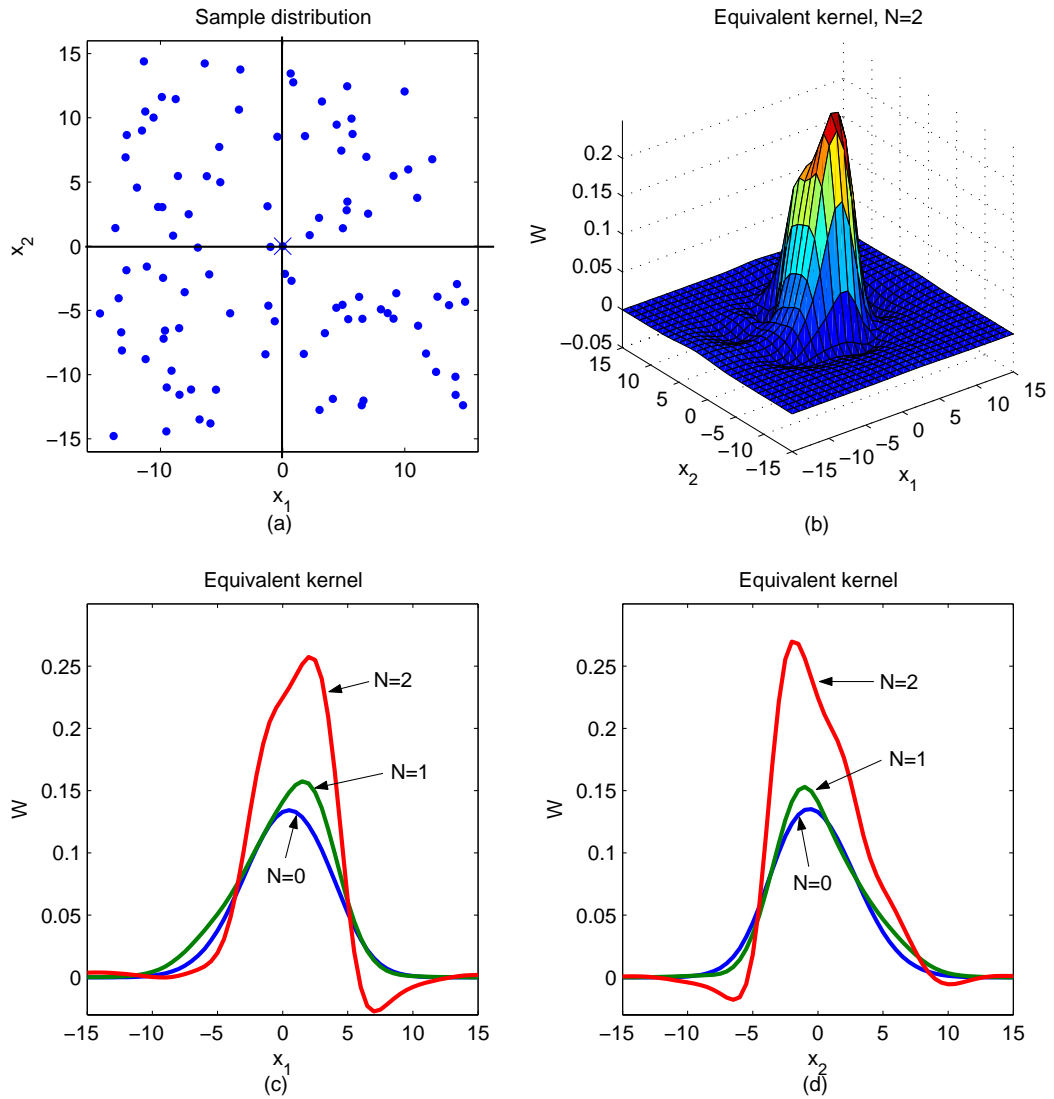 Sample distribution
15
10
5
0
−5
−10
−15
−10
0
10
x2
x1
(a)
Equivalent kernel, N=2
0.2
0.15
0.1
0.05
0
−0.05
W
15
10
5
0
−5
−10
−15
x2
−15
−10
−5
0
5
10
15
x1
(b)
Equivalent kernel
0.25
0.2
0.15
0.1
0.05
0
W
N=2
N=1
N=0
−15
−10
−5
0
5
10
15
x1
(c)
Equivalent kernel
0.25
0.2
0.15
0.1
0.05
0
W
N=2
N=1
N=0
−15
−10
−5
0
5
10
15
x2
(d)